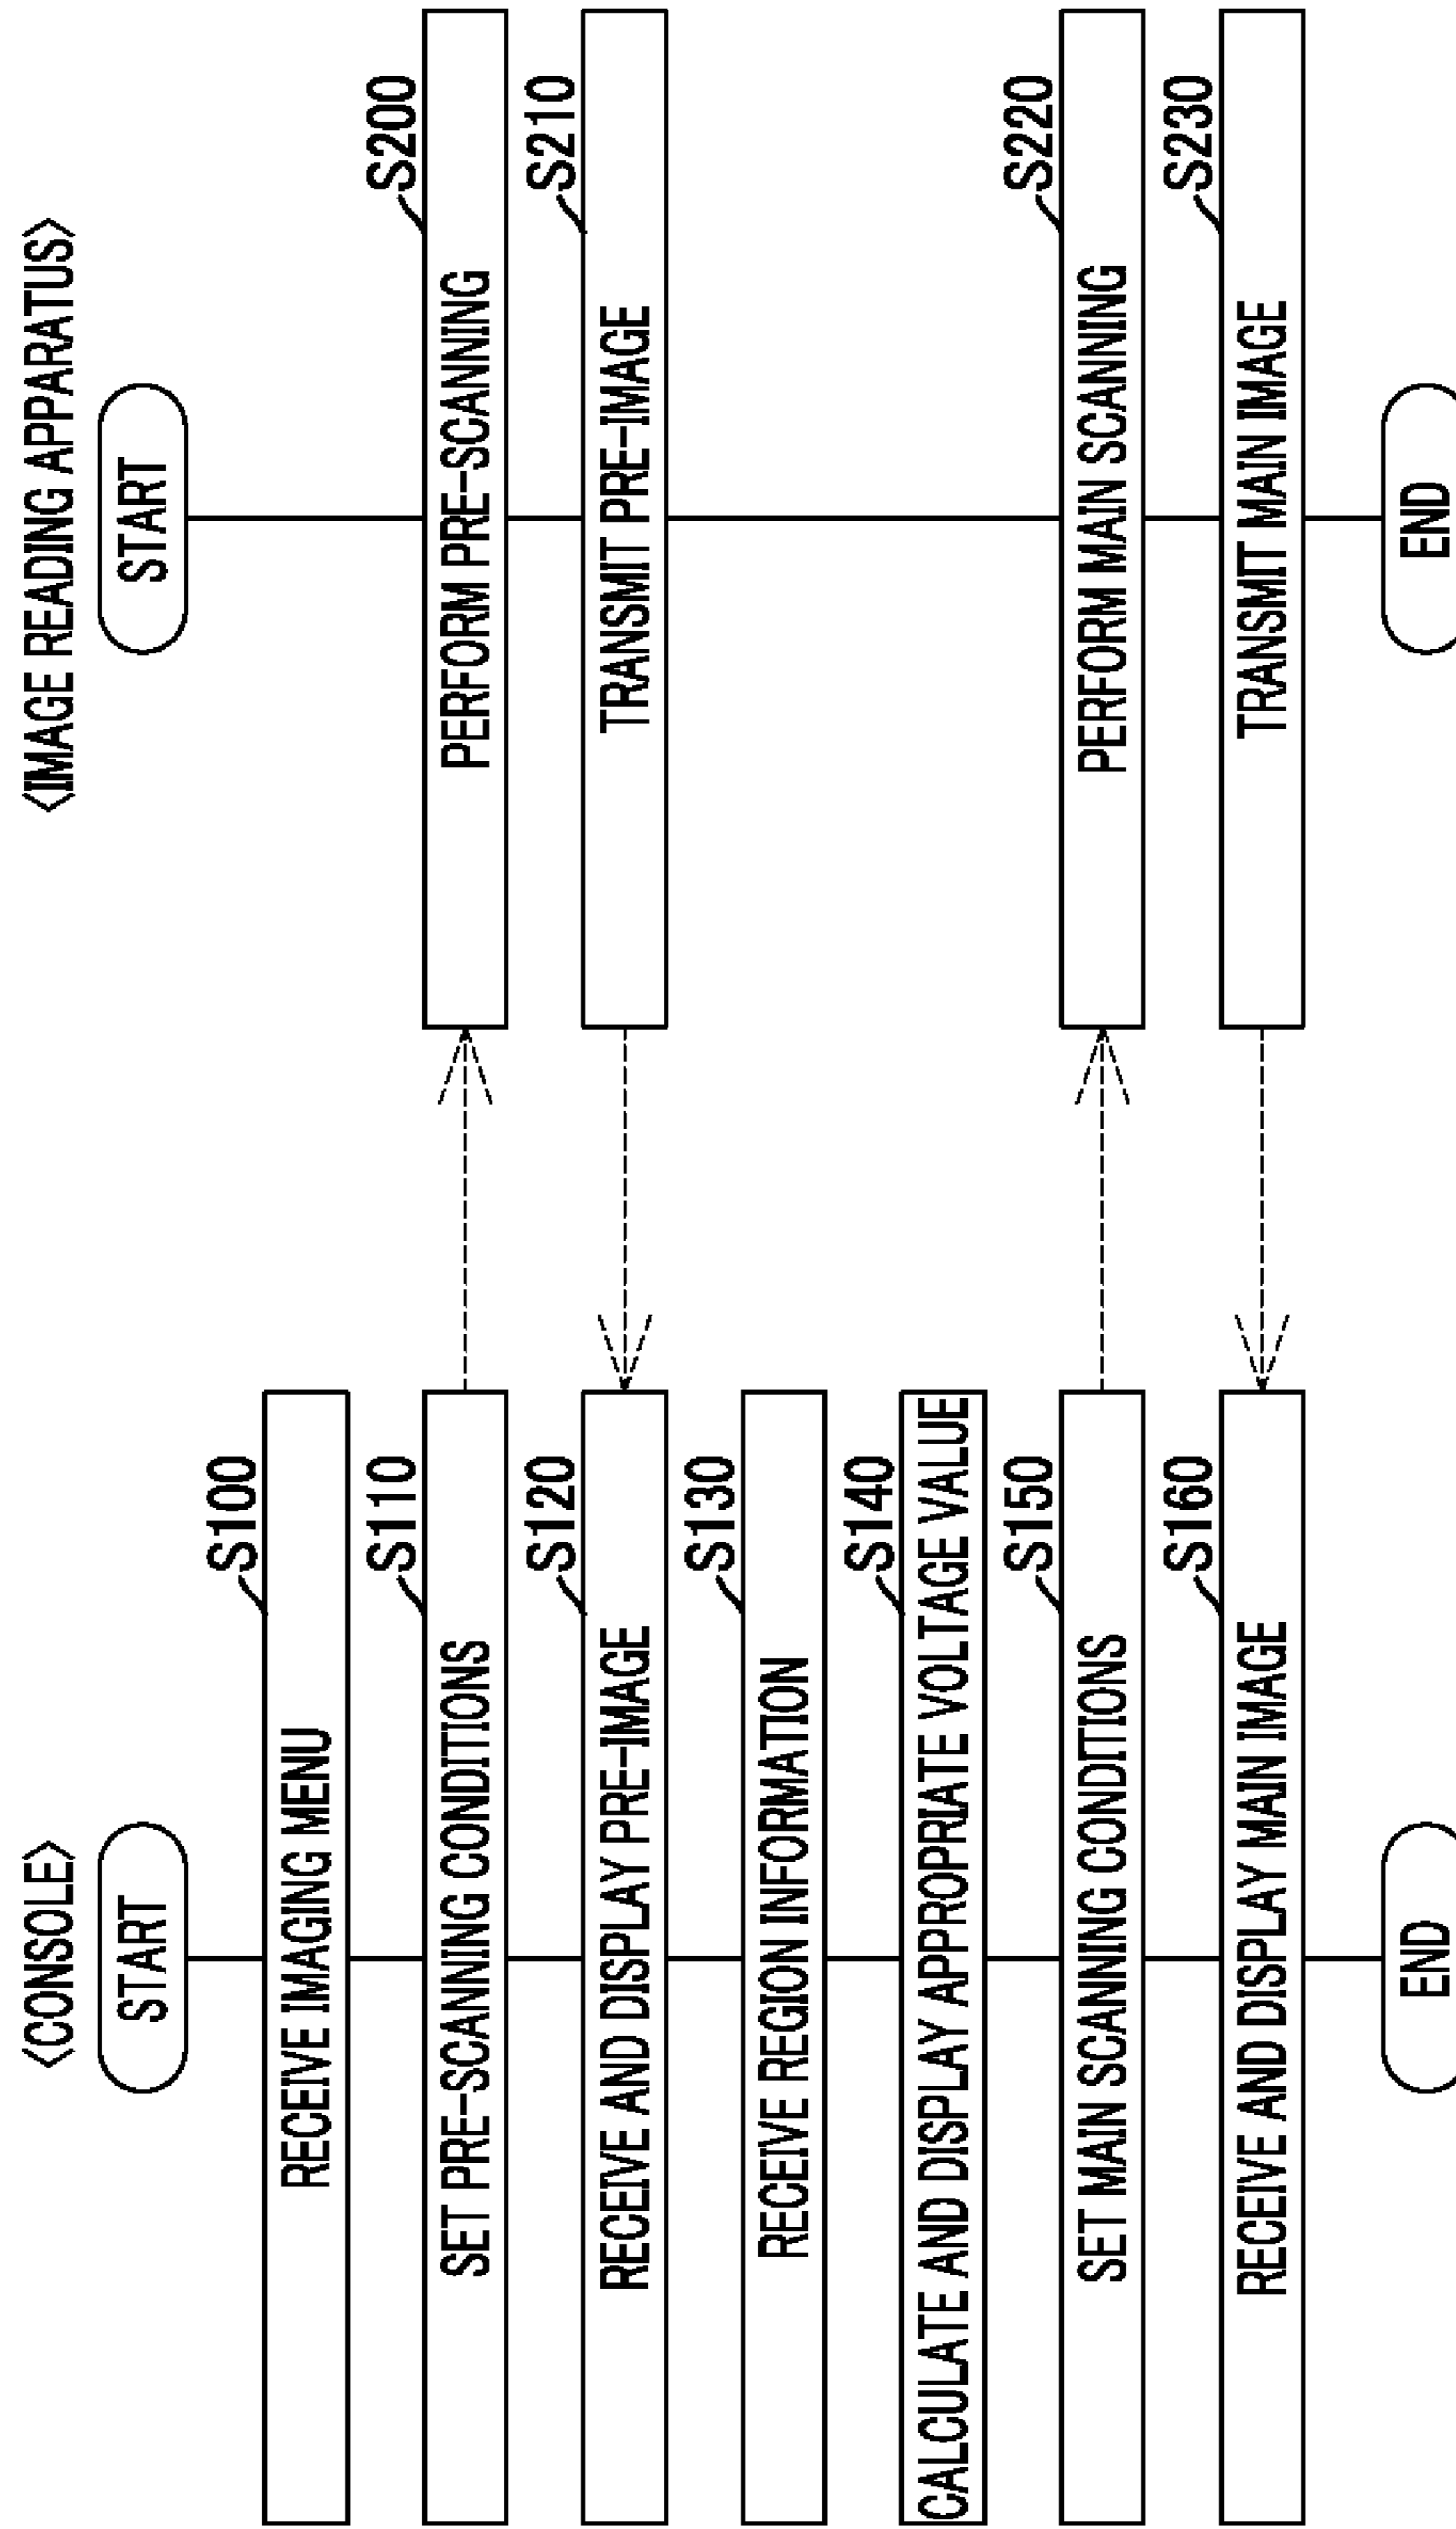 <CONSOLE>
START
S100
RECEIVE IMAGING MENU
S110
SET PRE-SCANNING CONDITIONS
S120
RECEIVE AND DISPLAY PRE-IMAGE
S130
RECEIVE REGION INFORMATION
S140
CALCULATE AND DISPLAY APPROPRIATE VOLTAGE VALUE
S150
SET MAIN SCANNING CONDITIONS
S160
RECEIVE AND DISPLAY MAIN IMAGE
END
<IMAGE READING APPARATUS>
START
S200
PERFORM PRE-SCANNING
S210
TRANSMIT PRE-IMAGE
S220
PERFORM MAIN SCANNING
S230
TRANSMIT MAIN IMAGE
END